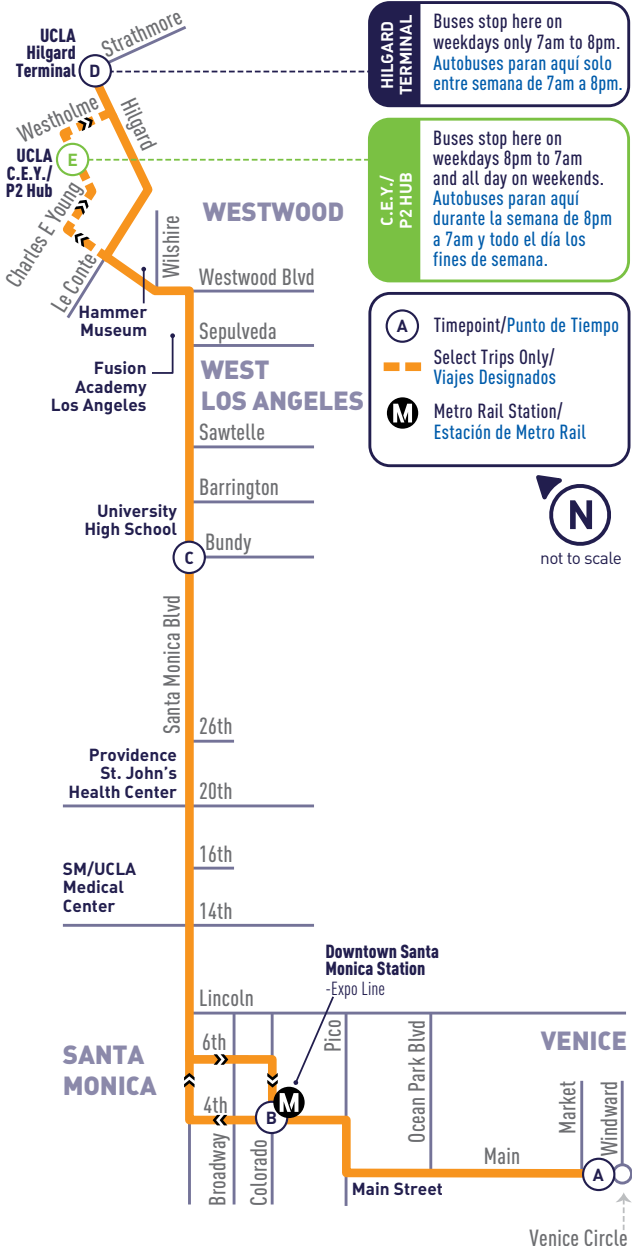 UCLA
Hilgard
Terminal
D
Strathmore
HILGARD
TERMINAL
Buses stop here on
weekdays only 7am to 8pm.
Autobuses paran aquí solo
entre semana de 7am a 8pm.
Westholme
Hilgard
UCLA
C.E.Y./
P2 Hub
E
Charles E Young
Le Conte
C.E.Y./
P2 HUB
Buses stop here on
weekdays 8pm to 7am
and all day on weekends.
Autobuses paran aquí
durante la semana de 8pm
a 7am y todo el día los
fines de semana.
WESTWOOD
Wilshire
Westwood Blvd
Hammer
Museum
Sepulveda
Fusion
Academy
Los Angeles
WEST
LOS ANGELES
A
Timepoint/Punto de Tiempo
Select Trips Only/
Viajes Designados
M
Metro Rail Station/
Estación de Metro Rail
N
not to scale
Sawtelle
Barrington
University
High School
Bundy
C
Santa Monica Blvd
26th
Providence
St. John's
Health Center
20th
16th
SM/UCLA
Medical
Center
14th
Downtown Santa
Monica Station
-Expo Line
Lincoln
6th
4th
SANTA
MONICA
Broadway
Colorado
B
M
Pico
Ocean Park Blvd
VENICE
Market
Windward
Main
A
Main Street
Venice Circle